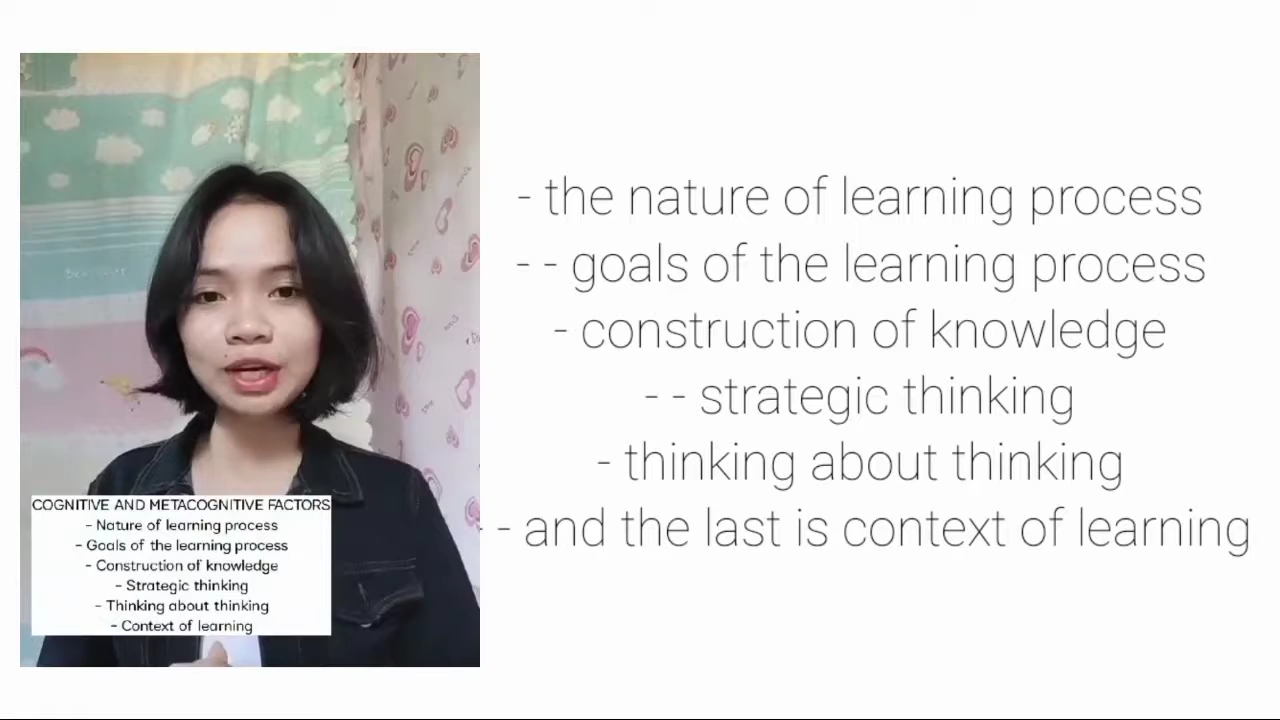 COGNITIVE AND METACOGNITIVE FACTORS
- Nature of learning process
- Goals of the learning process
- Construction of knowledge
- Strategic thinking
- Thinking about thinking
- Context of learning
- the nature of learning process
- - goals of the learning process
- construction of knowledge
- - strategic thinking
- thinking about thinking
- - and the last is context of learning